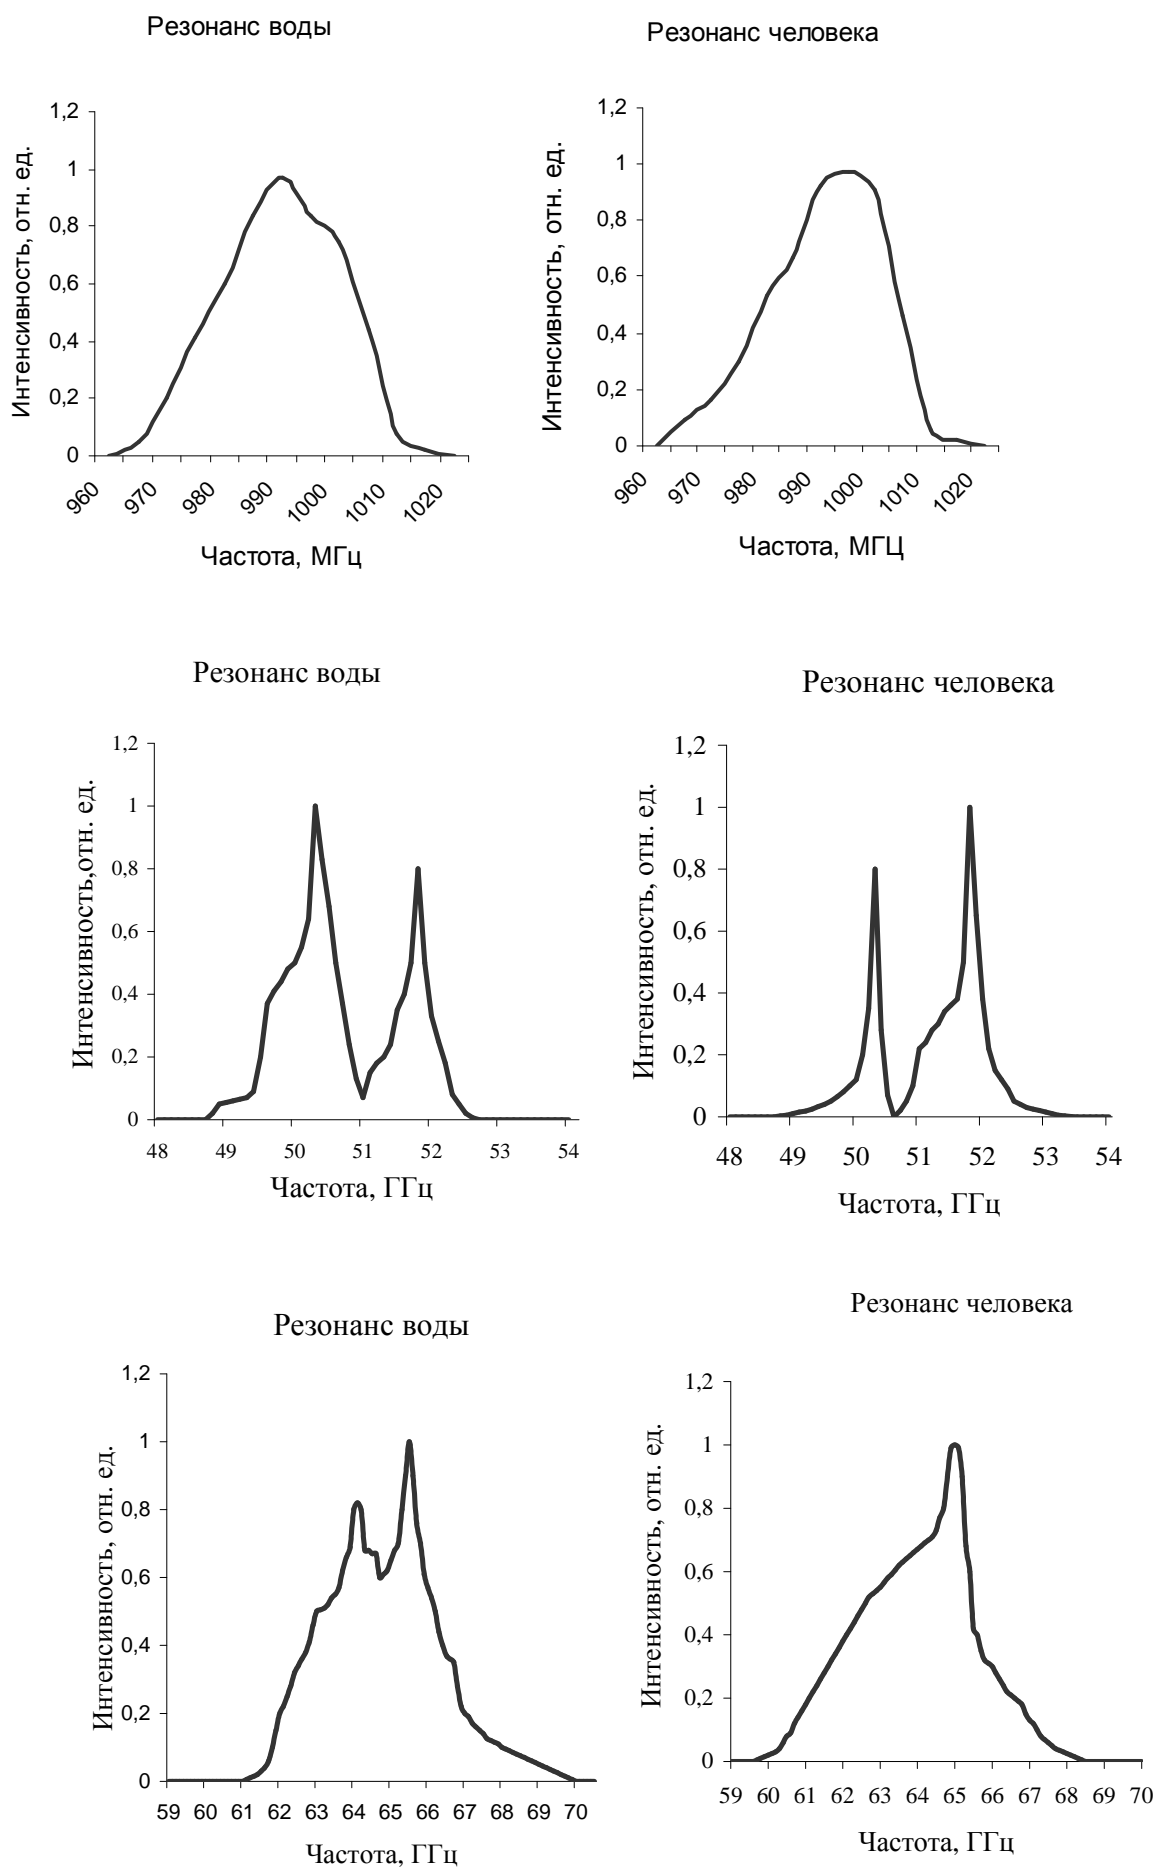 Резонанс воды
Интенсивность, отн. ед.
1,2
1
0,8
0,6
0,4
0,2
0
960 970 980 990 1000 1010 1020
Частота, МГц
Резонанс человека
Интенсивность, отн. ед.
1,2
1
0,8
0,6
0,4
0,2
0
960 970 980 990 1000 1010 1020
Частота, МГЦ
Резонанс воды
Интенсивность,отн. ед.
1,2
1
0,8
0,6
0,4
0,2
0
48 49 50 51 52 53 54
Частота, ГГц
Резонанс человека
Интенсивность, отн. ед.
1,2
1
0,8
0,6
0,4
0,2
0
48 49 50 51 52 53 54
Частота, ГГц
Резонанс воды
Интенсивность, отн. ед.
1,2
1
0,8
0,6
0,4
0,2
0
59 60 61 62 63 64 65 66 67 68 69 70
Частота, ГГц
Резонанс человека
Интенсивность, отн. ед.
1,2
1
0,8
0,6
0,4
0,2
0
59 60 61 62 63 64 65 66 67 68 69 70
Частота, ГГц